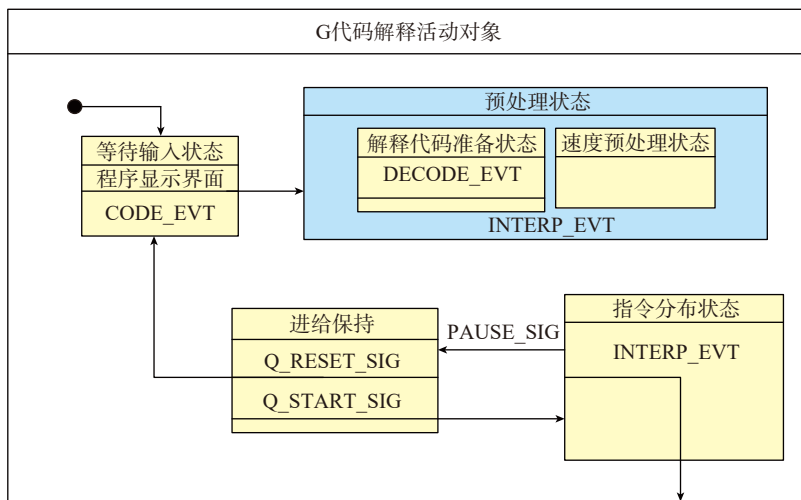 G代码解释活动对象
预处理状态
等待输入状态
解释代码准备状态
速度预处理状态
程序显示界面
DECODE_EVT
CODE_EVT
INTERP_EVT
进给保持
PAUSE_SIG
指令分布状态
Q_RESET_SIG
INTERP_EVT
Q_START_SIG